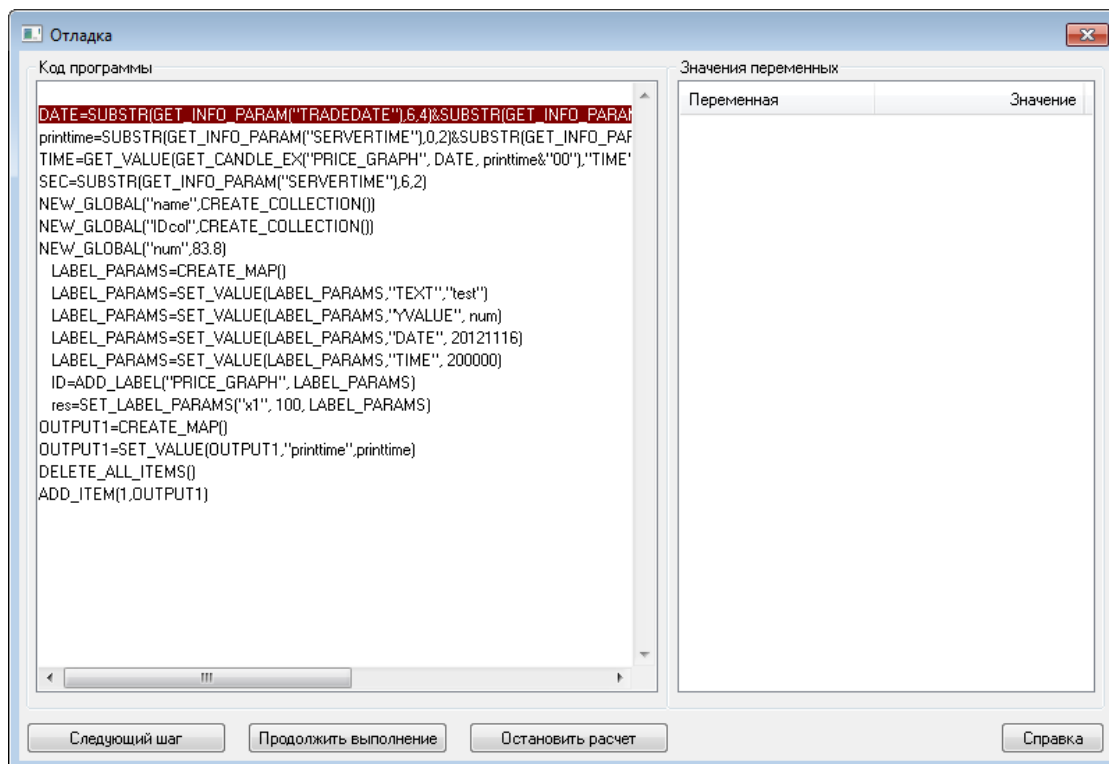 Отладка
Код программы
DATE=SUBSTR(GET_INFO_PARAM("TRADEDATE"),6,4)&SUBSTR(GET_INFO_PARAM
printtime=SUBSTR(GET_INFO_PARAM("SERVERTIME"),0,2)&SUBSTR(GET_INFO_PAR
TIME=GET_VALUE(GET_CANDLE_EX("PRICE_GRAPH", DATE, printtime&"00"),"TIME"
SEC=SUBSTR(GET_INFO_PARAM("SERVERTIME"),6,2)
NEW_GLOBAL("name",CREATE_COLLECTION())
NEW_GLOBAL("IDcol",CREATE_COLLECTION())
NEW_GLOBAL("num",83.8)
LABEL_PARAMS=CREATE_MAP()
LABEL_PARAMS=SET_VALUE(LABEL_PARAMS,"TEXT","test")
LABEL_PARAMS=SET_VALUE(LABEL_PARAMS,"YVALUE", num)
LABEL_PARAMS=SET_VALUE(LABEL_PARAMS,"DATE", 20121116)
LABEL_PARAMS=SET_VALUE(LABEL_PARAMS,"TIME", 200000)
ID=ADD_LABEL("PRICE_GRAPH", LABEL_PARAMS)
res=SET_LABEL_PARAMS("x1", 100, LABEL_PARAMS)
OUTPUT1=CREATE_MAP()
OUTPUT1=SET_VALUE(OUTPUT1,"printtime",printtime)
DELETE_ALL_ITEMS()
ADD_ITEM(1,OUTPUT1)
Значения переменных
Переменная Значение
Следующий шаг Продолжить выполнение Остановить расчет Справка